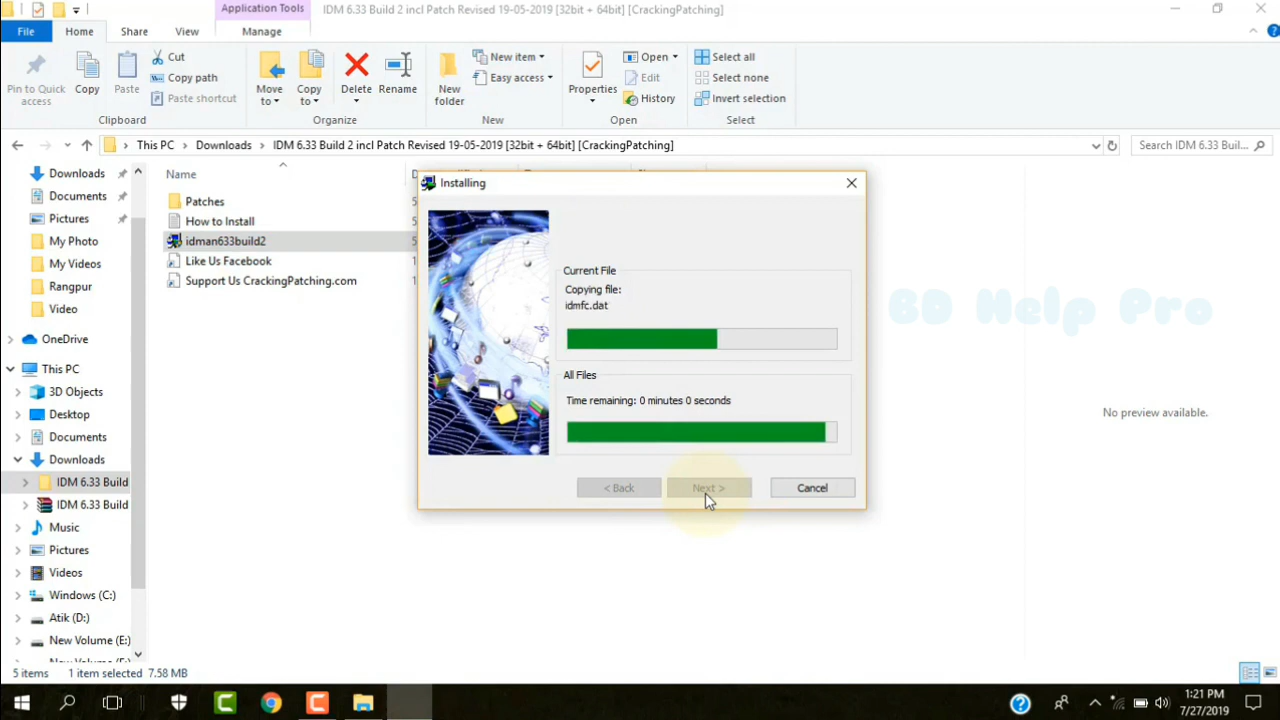 Application Tools
IDM 6.33 Build 2 incl Patch Revised 19-05-2019 [32bit + 64bit] [CrackingPatching]
File
Home
Share
View
Manage
Pin to Quick access
Copy
Paste
Cut
Copy path
Paste shortcut
Clipboard
Move to
Copy to
Delete
Rename
Organize
New folder
New item
Easy access
New
Properties
Open
Edit
History
Open
Select all
Select none
Invert selection
Select
This PC > Downloads > IDM 6.33 Build 2 incl Patch Revised 19-05-2019 [32bit + 64bit] [CrackingPatching]
Search IDM 6.33 Buil...
Downloads
Documents
Pictures
My Photo
My Videos
Rangpur
Video
OneDrive
This PC
3D Objects
Desktop
Documents
Downloads
IDM 6.33 Build
IDM 6.33 Build
Music
Pictures
Videos
Windows (C:)
Atik (D:)
New Volume (E:)
Name
Patches
How to Install
idman633build2
Like Us Facebook
Support Us CrackingPatching.com
Installing
Current File
Copying file:
idmfc.dat
All Files
Time remaining: 0 minutes 0 seconds
< Back
Next >
Cancel
BD Help Pro
No preview available.
5 items
1 item selected 7.58 MB
1:21 PM
7/27/2019